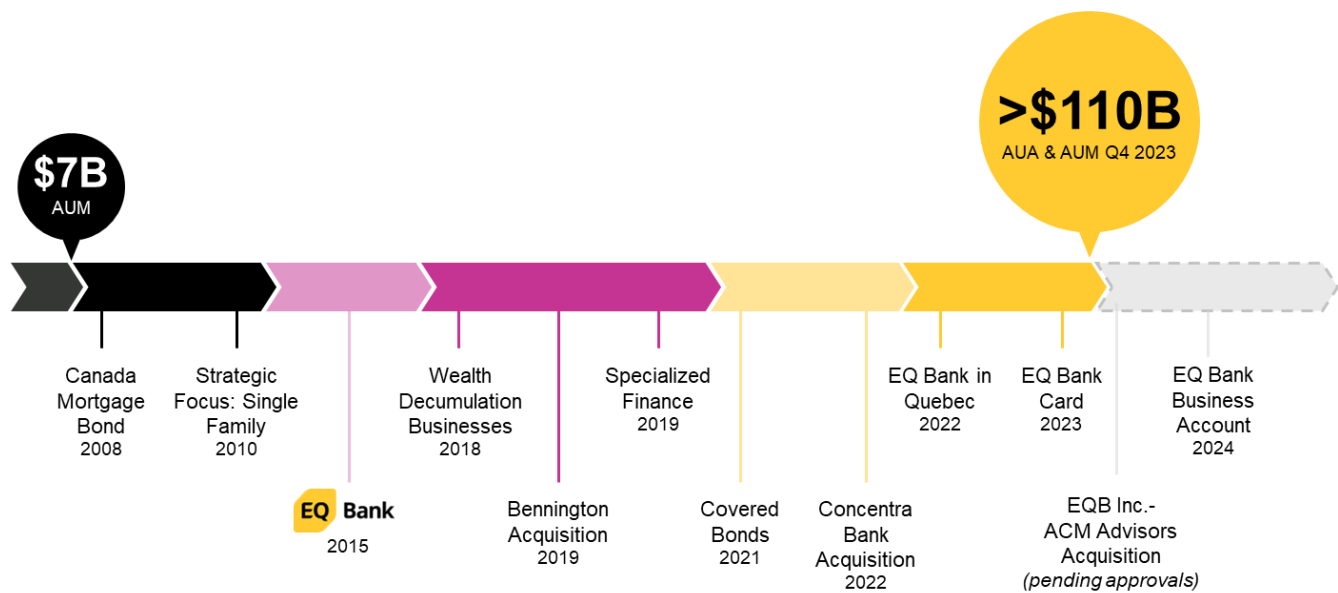 $7B
AUM
>$110B
AUA & AUM Q4 2023
Canada
Mortgage
Bond
2008
Strategic
Focus: Single
Family
2010
EQ Bank
2015
Wealth
Decumulation
Businesses
2018
Bennington
Acquisition
2019
Specialized
Finance
2019
Covered
Bonds
2021
Concentra
Bank
Acquisition
2022
EQ Bank in
Quebec
2022
EQ Bank
Card
2023
EQB Inc.-
ACM Advisors
Acquisition
(pending approvals)
EQ Bank
Business
Account
2024